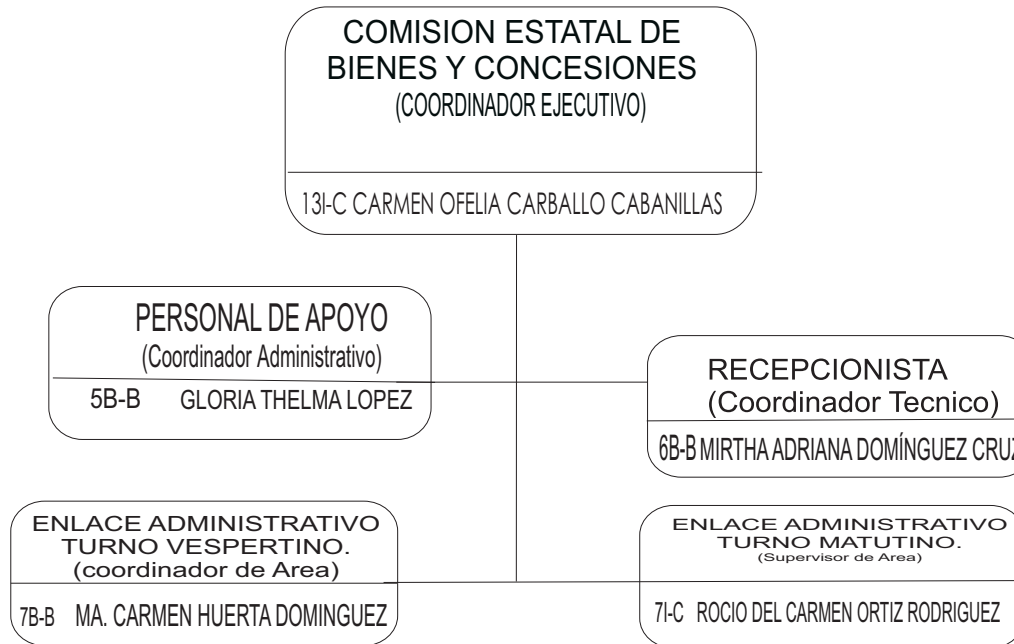 COMISION ESTATAL DE
BIENES Y CONCESIONES
(COORDINADOR EJECUTIVO)
13I-C CARMEN OFELIA CARBALLO CABANILLAS
PERSONAL DE APOYO
(Coordinador Administrativo)
5B-B GLORIA THELMA LOPEZ
RECEPCIONISTA
(Coordinador Tecnico)
6B-B MIRTHA ADRIANA DOMÍNGUEZ CRUZ
ENLACE ADMINISTRATIVO
TURNO VESPERTINO.
(coordinador de Area)
7B-B MA. CARMEN HUERTA DOMINGUEZ
ENLACE ADMINISTRATIVO
TURNO MATUTINO.
(Supervisor de Area)
7I-C ROCIO DEL CARMEN ORTIZ RODRIGUEZ